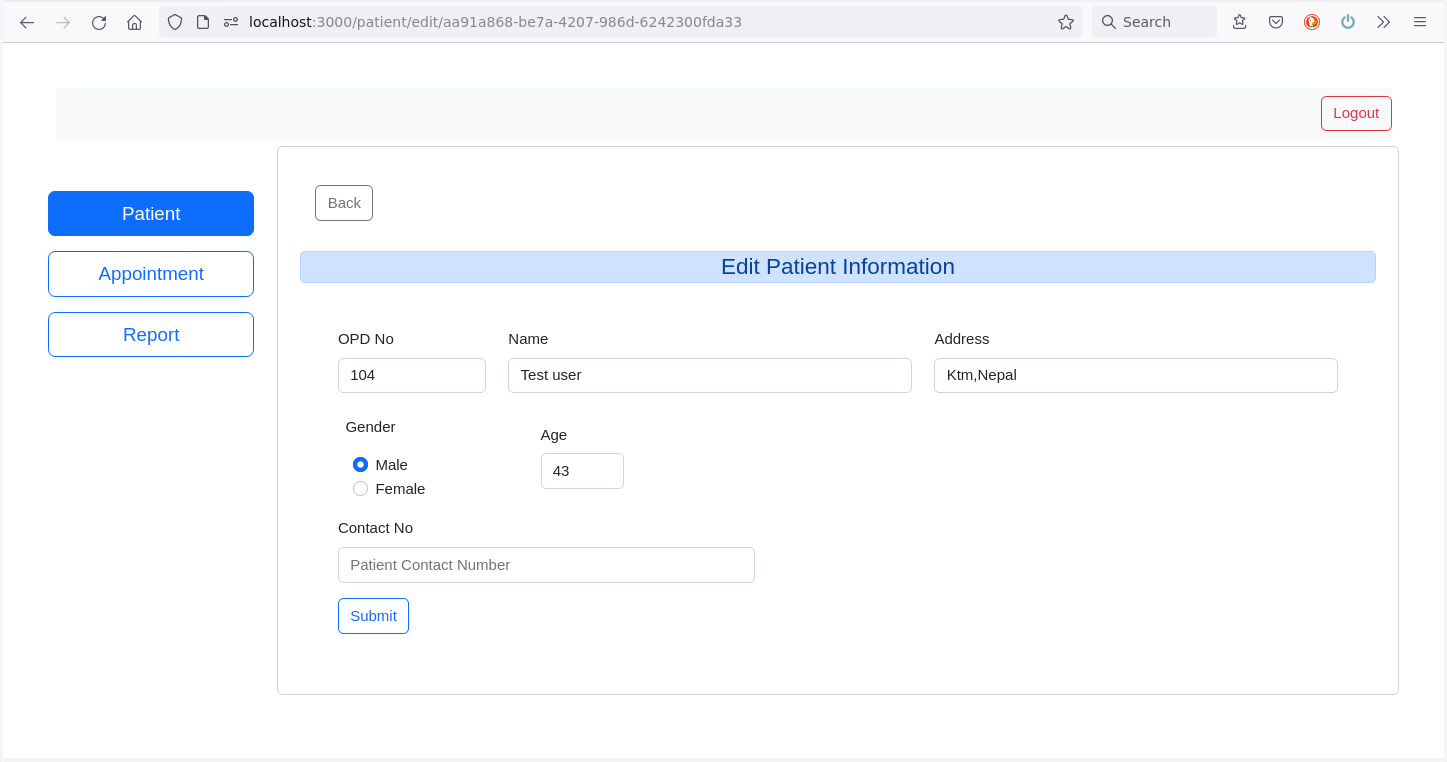 localhost:3000/patient/edit/aa91a868-be7a-4207-986d-6242300fda33
Search
Logout
Patient
Appointment
Report
Back
Edit Patient Information
OPD No
Name
Address
104
Test user
Ktm,Nepal
Gender
Age
Male
Female
43
Contact No
Patient Contact Number
Submit